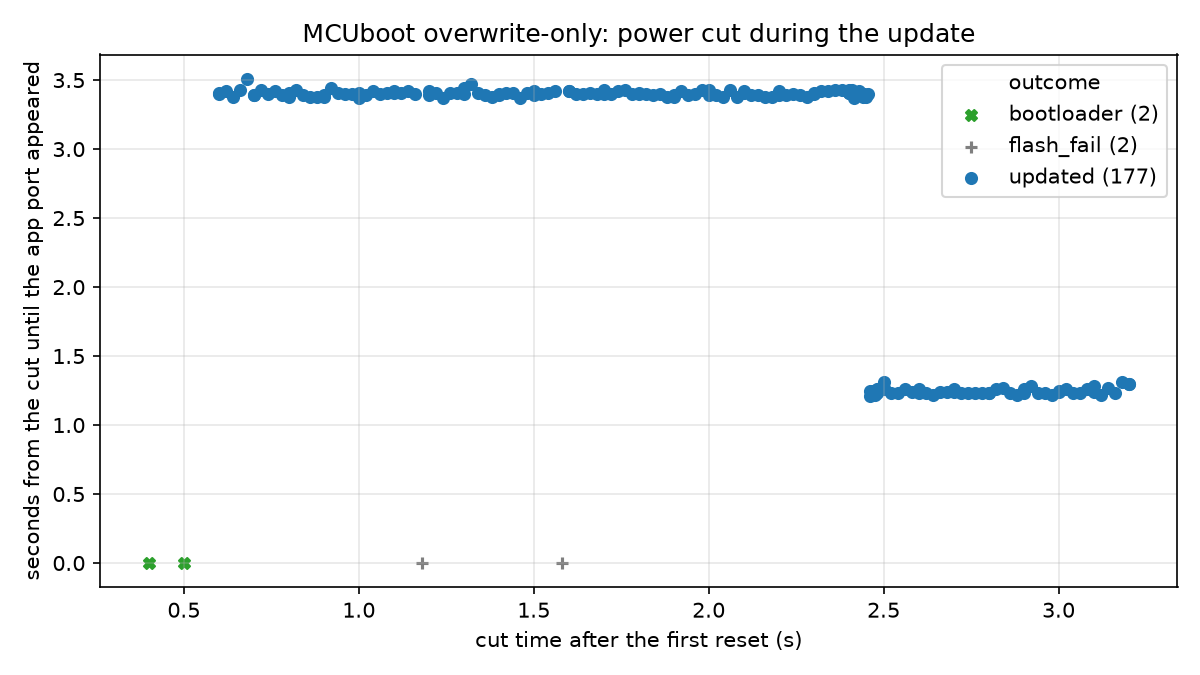 MCUboot overwrite-only: power cut during the update
seconds from the cut until the app port appeared
3.5
3.0
2.5
2.0
1.5
1.0
0.5
0.0
outcome
bootloader (2)
flash_fail (2)
updated (177)
0.5
1.0
1.5
2.0
2.5
3.0
cut time after the first reset (s)